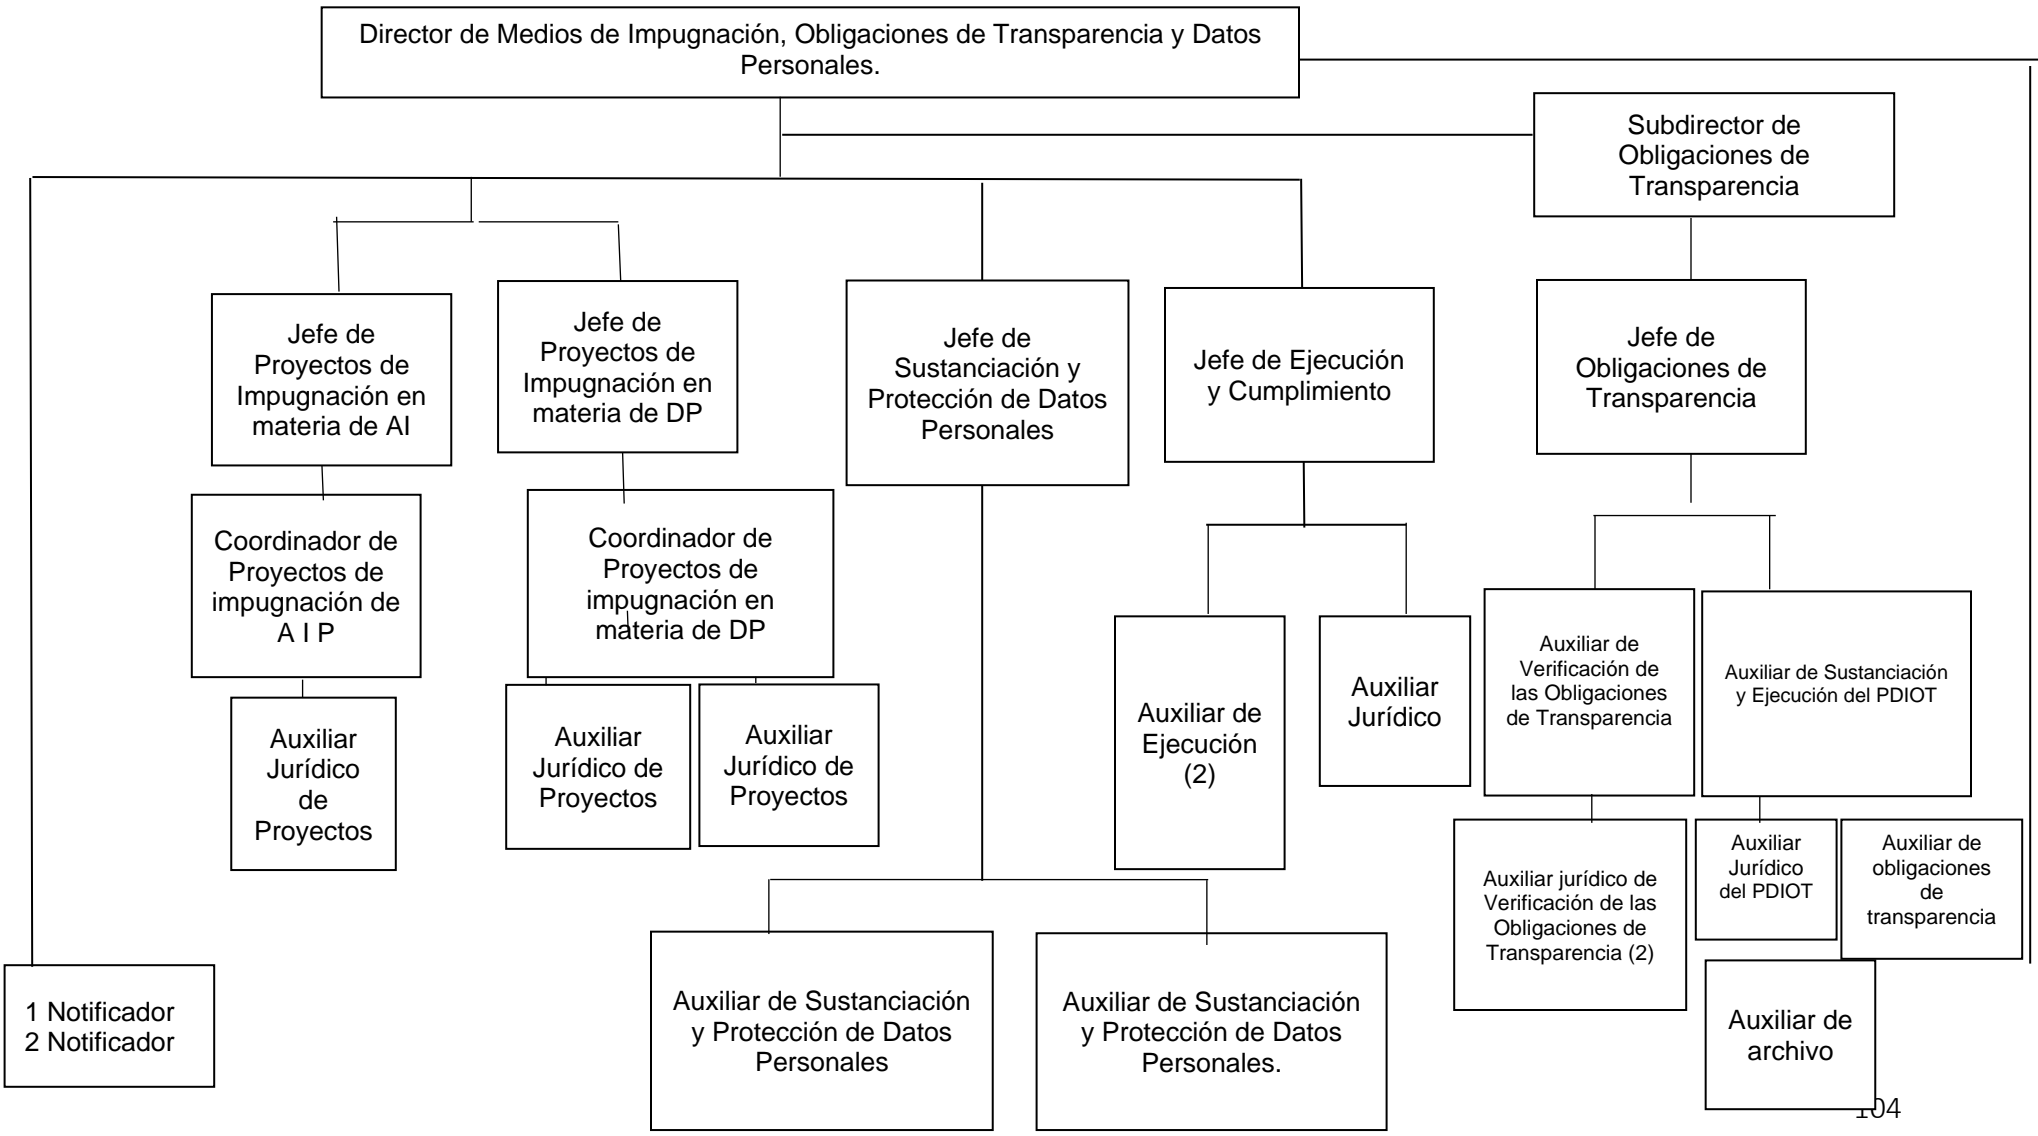 Director de Medios de Impugnación, Obligaciones de Transparencia y Datos
Personales.
Subdirector de
Obligaciones de
Transparencia
Jefe de
Proyectos de
Impugnación en
materia de AI
Jefe de
Proyectos de
Impugnación en
materia de DP
Jefe de
Sustanciación y
Protección de Datos
Personales
Jefe de Ejecución
y Cumplimiento
Jefe de
Obligaciones de
Transparencia
Coordinador de
Proyectos de
impugnación de
A I P
Coordinador de
Proyectos de
impugnación en
materia de DP
Auxiliar
Jurídico
de
Proyectos
Auxiliar
Jurídico de
Proyectos
Auxiliar
Jurídico de
Proyectos
Auxiliar de
Ejecución
(2)
Auxiliar
Jurídico
Auxiliar de
Verificación de
las Obligaciones
de Transparencia
Auxiliar de Sustanciación
y Ejecución del PDIOT
Auxiliar jurídico de
Verificación de las
Obligaciones de
Transparencia (2)
Auxiliar
Jurídico
del PDIOT
Auxiliar de
obligaciones
de
transparencia
1 Notificador
2 Notificador
Auxiliar de Sustanciación
y Protección de Datos
Personales
Auxiliar de Sustanciación
y Protección de Datos
Personales.
Auxiliar de
archivo
104